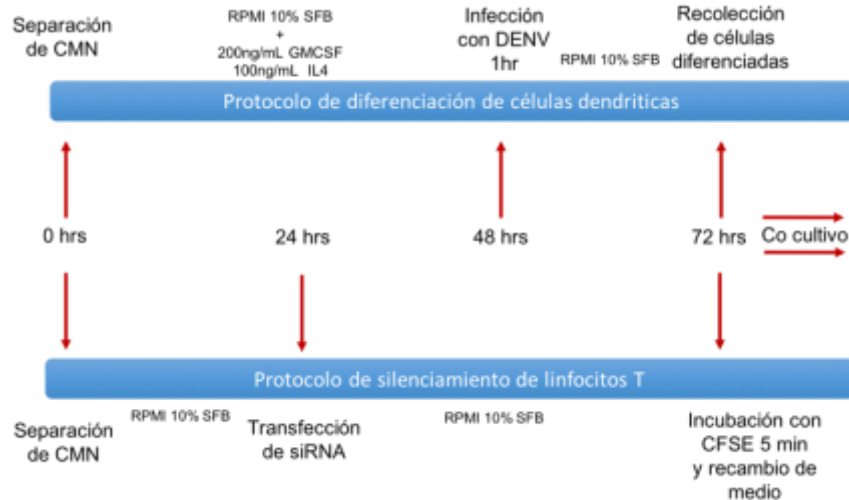 Separación
de CMN
RPMI 10% SFB
+
200ng/mL GMCSF
100ng/mL IL4
Infección
con DENV
1hr
RPMI 10% SFB
Recolección
de células
diferenciadas
Protocolo de diferenciación de células dendriticas
0 hrs
24 hrs
48 hrs
72 hrs
Co cultivo
Protocolo de silenciamiento de linfocitos T
Separación
de CMN
RPMI 10% SFB
Transfección
de siRNA
RPMI 10% SFB
Incubación con
CFSE 5 min
y recambio de
medio